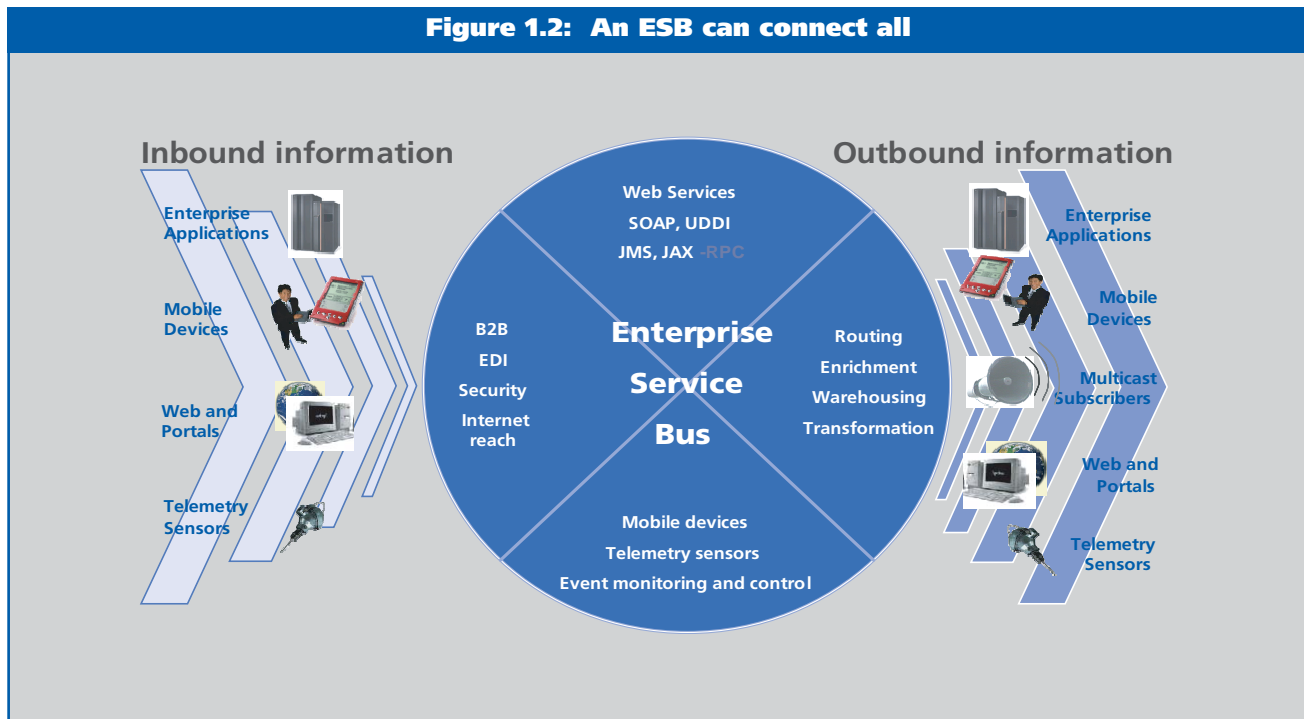 Figure 1.2: An ESB can connect all
Inbound information
Enterprise
Applications
Mobile
Devices
Web and
Portals
Telemetry
Sensors
Web Services
SOAP, UDDI
JMS, JAX -RPC
B2B
EDI
Security
Internet
reach
Enterprise
Service
Bus
Routing
Enrichment
Warehousing
Transformation
Mobile devices
Telemetry sensors
Event monitoring and control
Outbound information
Enterprise
Applications
Mobile
Devices
Multicast
Subscribers
Web and
Portals
Telemetry
Sensors